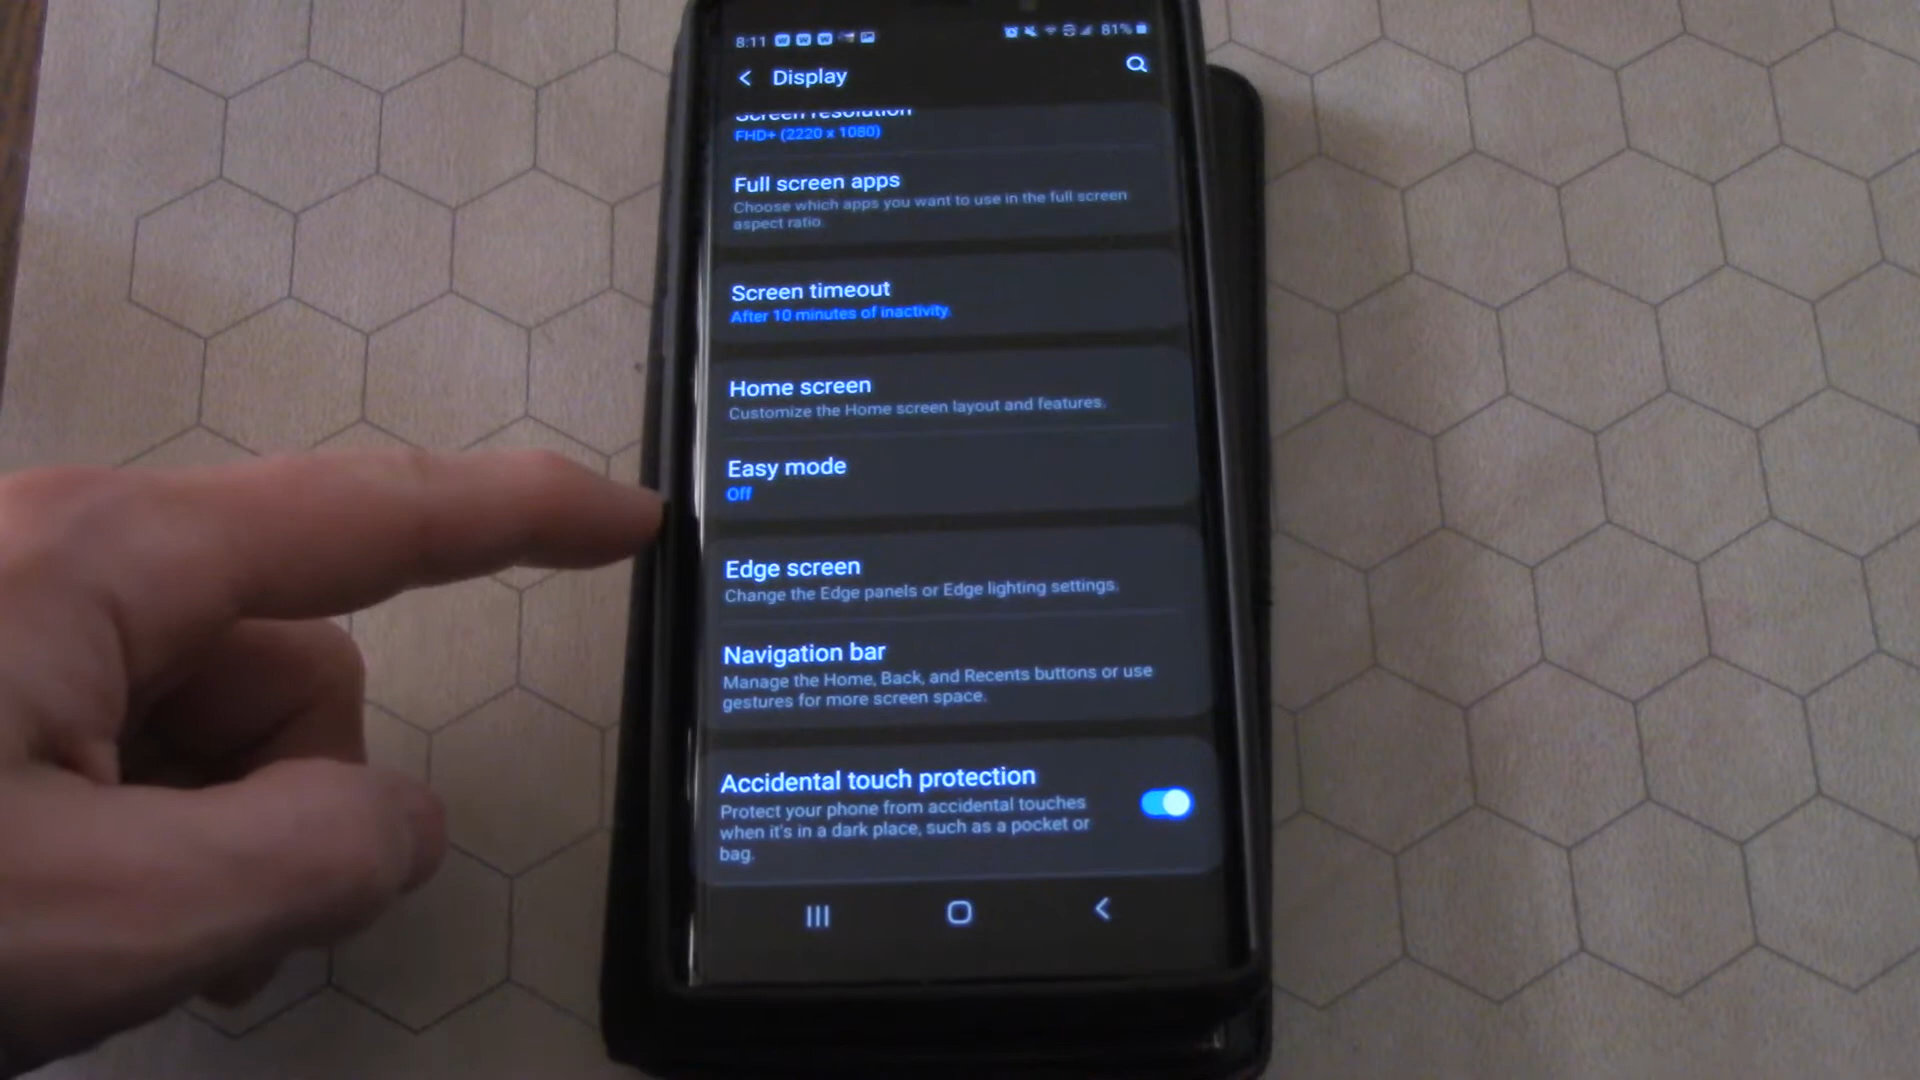 8:11
81%
Display
Screen resolution
FHD+ (2220 x 1080)
Full screen apps
Choose which apps you want to use in the full screen
aspect ratio.
Screen timeout
After 10 minutes of inactivity.
Home screen
Customize the Home screen layout and features.
Easy mode
Off
Edge screen
Change the Edge panels or Edge lighting settings.
Navigation bar
Manage the Home, Back, and Recents buttons or use
gestures for more screen space.
Accidental touch protection
Protect your phone from accidental touches
when it's in a dark place, such as a pocket or
bag.